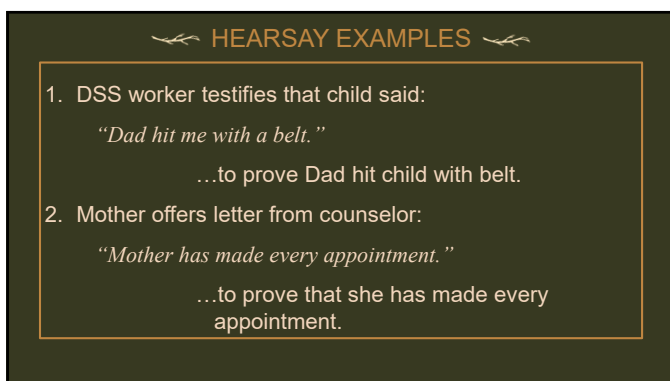 HEARSAY EXAMPLES
1. DSS worker testifies that child said:
“Dad hit me with a belt.”
…to prove Dad hit child with belt.
2. Mother offers letter from counselor:
“Mother has made every appointment.”
…to prove that she has made every
appointment.